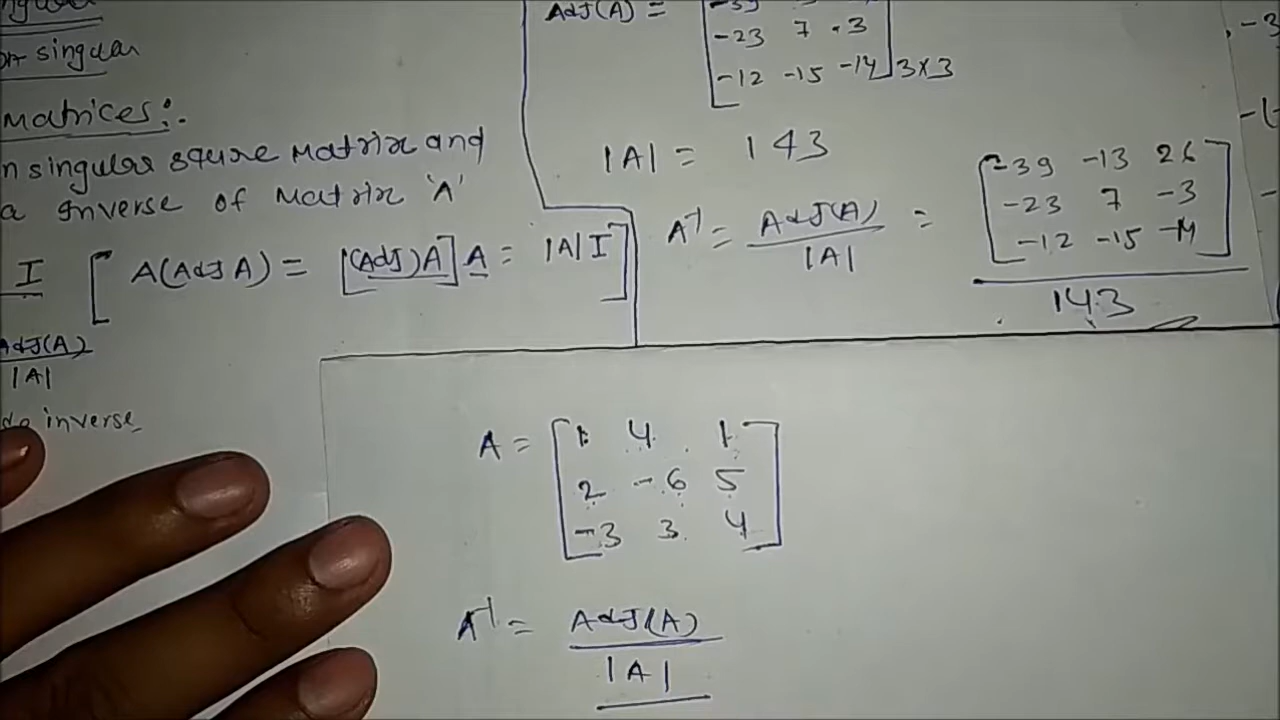 singular
matrices:.
singular squre matrix and
a Inverse of Matrix 'A'
I [ A(Adj A) = [(Adj)A] A = |A| I ]
Adj(A)
|A|
inverse
Adj(A) =
-23 7 3
-12 -15 -14 3x3
|A| = 143
A⁻¹ = Adj(A) / |A| =
-39 -13 26
-23 7 -3
-12 -15 -14
143
A = 1 4 1
2 -6 5
-3 3 4
A⁻¹ = Adj(A)
|A|